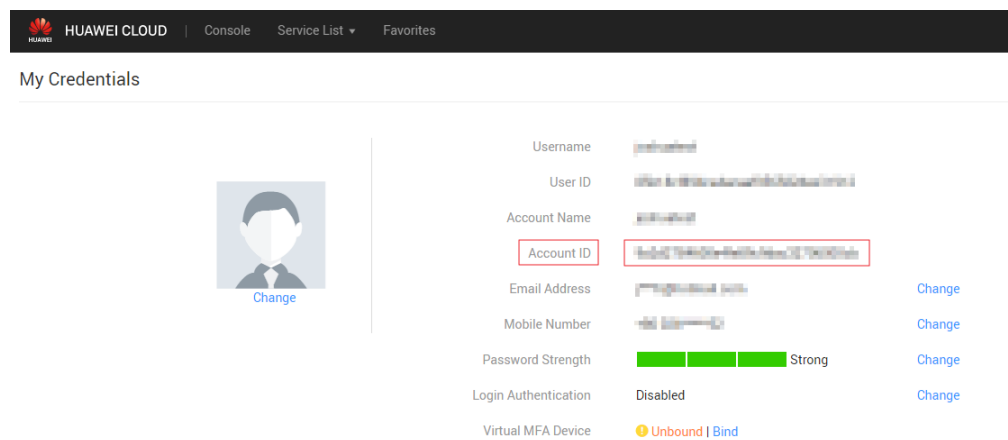 HUAWEI HUAWEI CLOUD | Console Service List Favorites
My Credentials
Username
User ID
Account Name
Account ID
Email Address Change
Change
Mobile Number Change
Password Strength Strong Change
Login Authentication Disabled Change
Virtual MFA Device Unbound | Bind